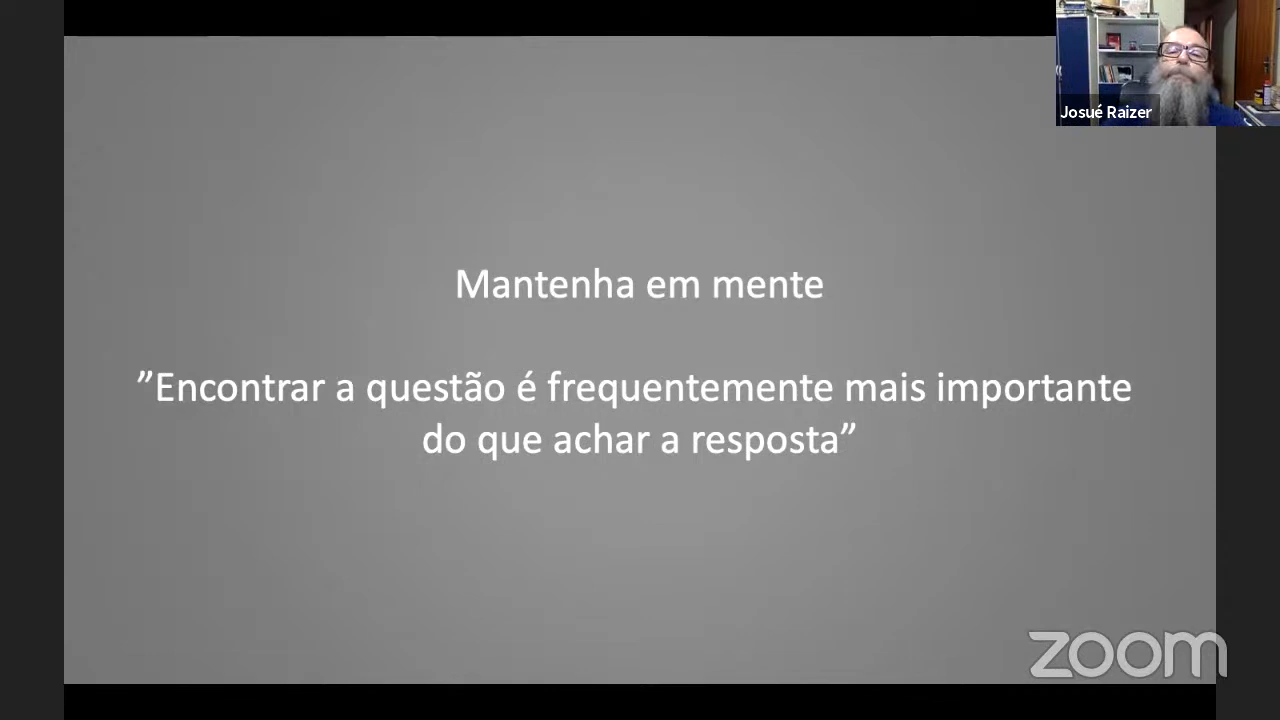 Josué Raizer
Mantenha em mente
”Encontrar a questão é frequentemente mais importante
do que achar a resposta”
zoom